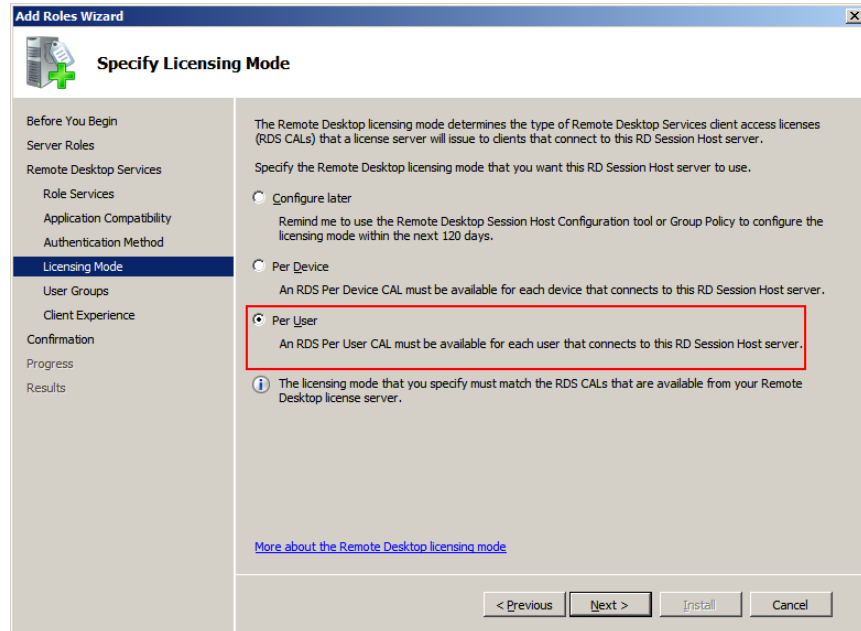 Add Roles Wizard
Specify Licensing Mode
Before You Begin
Server Roles
Remote Desktop Services
Role Services
Application Compatibility
Authentication Method
Licensing Mode
User Groups
Client Experience
Confirmation
Progress
Results
The Remote Desktop licensing mode determines the type of Remote Desktop Services client access licenses
(RDS CALs) that a license server will issue to clients that connect to this RD Session Host server.
Specify the Remote Desktop licensing mode that you want this RD Session Host server to use.
Configure later
Remind me to use the Remote Desktop Session Host Configuration tool or Group Policy to configure the
licensing mode within the next 120 days.
Per Device
An RDS Per Device CAL must be available for each device that connects to this RD Session Host server.
Per User
An RDS Per User CAL must be available for each user that connects to this RD Session Host server.
The licensing mode that you specify must match the RDS CALs that are available from your Remote
Desktop license server.
More about the Remote Desktop licensing mode
< Previous
Next >
Install
Cancel